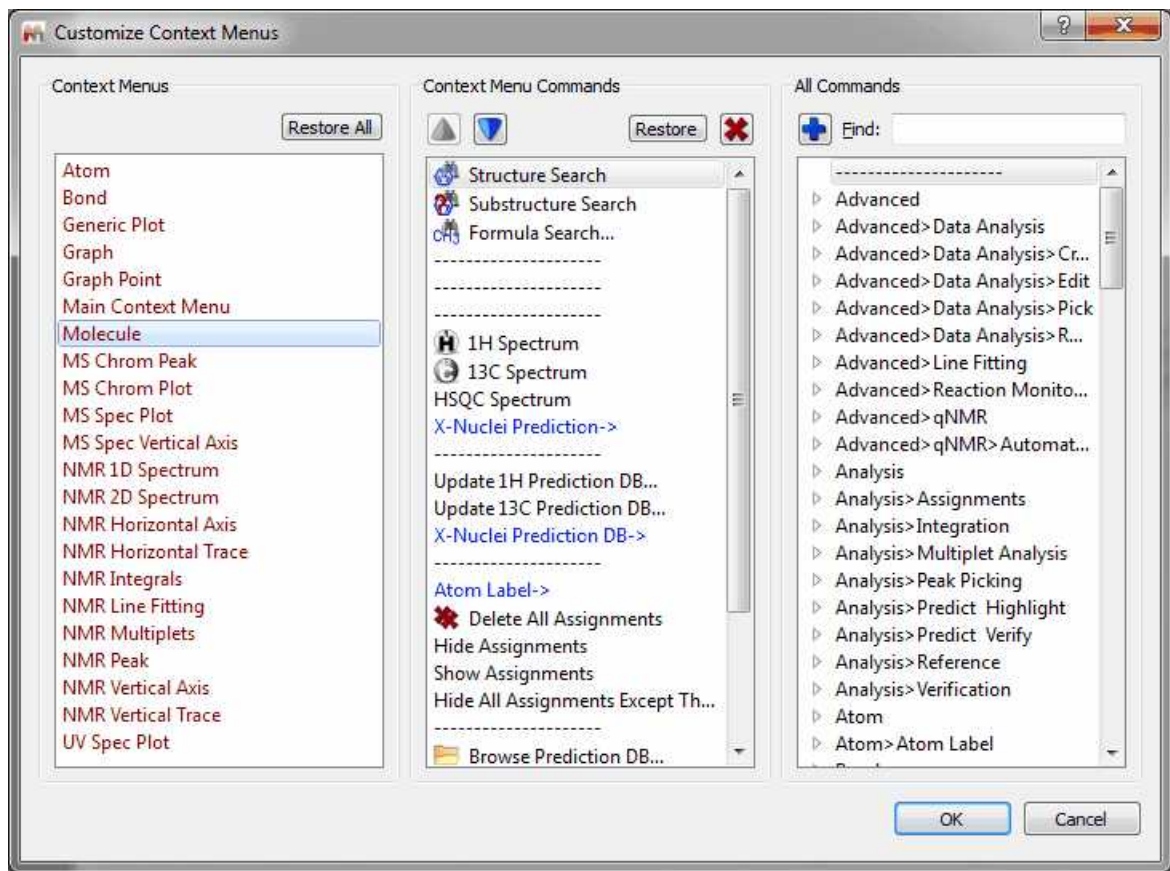 Customize Context Menus
Context Menus
Restore All
Atom
Bond
Generic Plot
Graph
Graph Point
Main Context Menu
Molecule
MS Chrom Peak
MS Chrom Plot
MS Spec Plot
MS Spec Vertical Axis
NMR 1D Spectrum
NMR 2D Spectrum
NMR Horizontal Axis
NMR Horizontal Trace
NMR Integrals
NMR Line Fitting
NMR Multiplets
NMR Peak
NMR Vertical Axis
NMR Vertical Trace
UV Spec Plot
Context Menu Commands
Restore
Structure Search
Substructure Search
Formula Search...
---------------------
---------------------
---------------------
1H Spectrum
13C Spectrum
HSQC Spectrum
X-Nuclei Prediction->
---------------------
Update 1H Prediction DB...
Update 13C Prediction DB...
X-Nuclei Prediction DB->
---------------------
Atom Label->
Delete All Assignments
Hide Assignments
Show Assignments
Hide All Assignments Except Th...
---------------------
Browse Prediction DB...
All Commands
Find:
---------------------
Advanced
Advanced>Data Analysis
Advanced>Data Analysis>Cr...
Advanced>Data Analysis>Edit
Advanced>Data Analysis>Pick
Advanced>Data Analysis>R...
Advanced>Line Fitting
Advanced>Reaction Monito...
Advanced>qNMR
Advanced>qNMR>Automat...
Analysis
Analysis>Assignments
Analysis>Integration
Analysis>Multiplet Analysis
Analysis>Peak Picking
Analysis>Predict Highlight
Analysis>Predict Verify
Analysis>Reference
Analysis>Verification
Atom
Atom>Atom Label
OK
Cancel